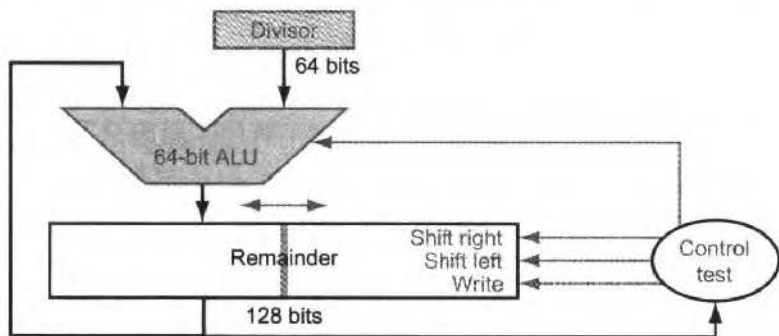 Divisor
64 bits
64-bit ALU
Remainder
Shift right
Shift left
Write
Control
test
128 bits